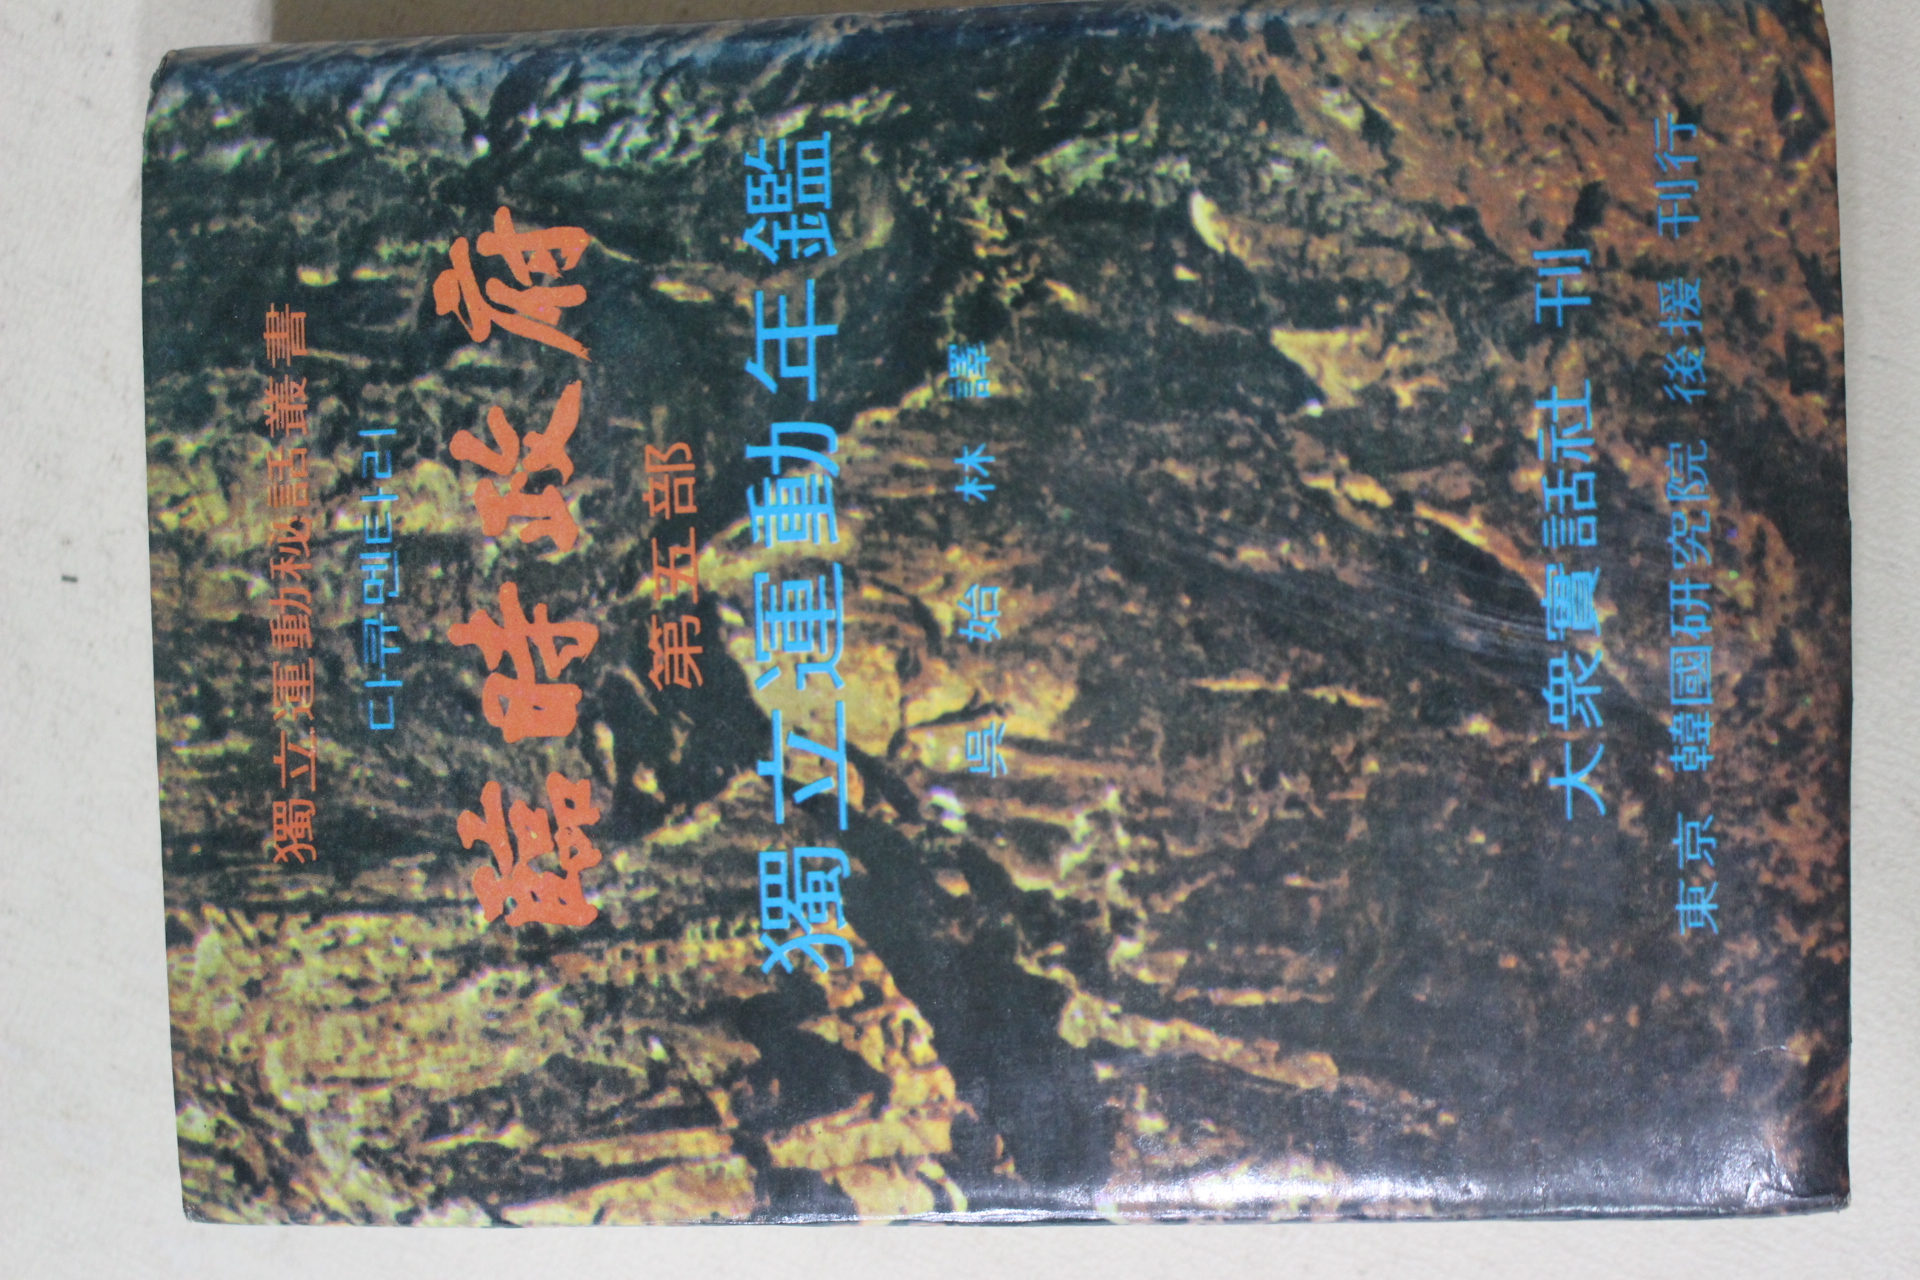 獨立運動秘話叢書
다큐멘타리
臨時政府
第五部
獨立運動年鑑
吳始林 譯
大衆實話社 刊
東京 韓國硏究院 後援 刊行